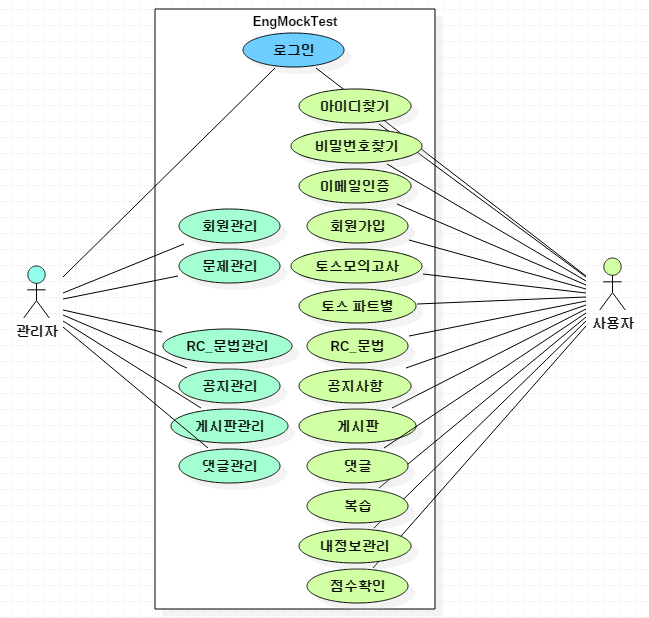 EngMockTest
로그인
아이디찾기
비밀번호찾기
이메일인증
회원관리
회원가입
문제관리
토스모의고사
토스 파트별
관리자
사용자
RC_문법관리
RC_문법
공지관리
공지사항
게시판관리
게시판
댓글관리
댓글
복습
내정보관리
점수확인